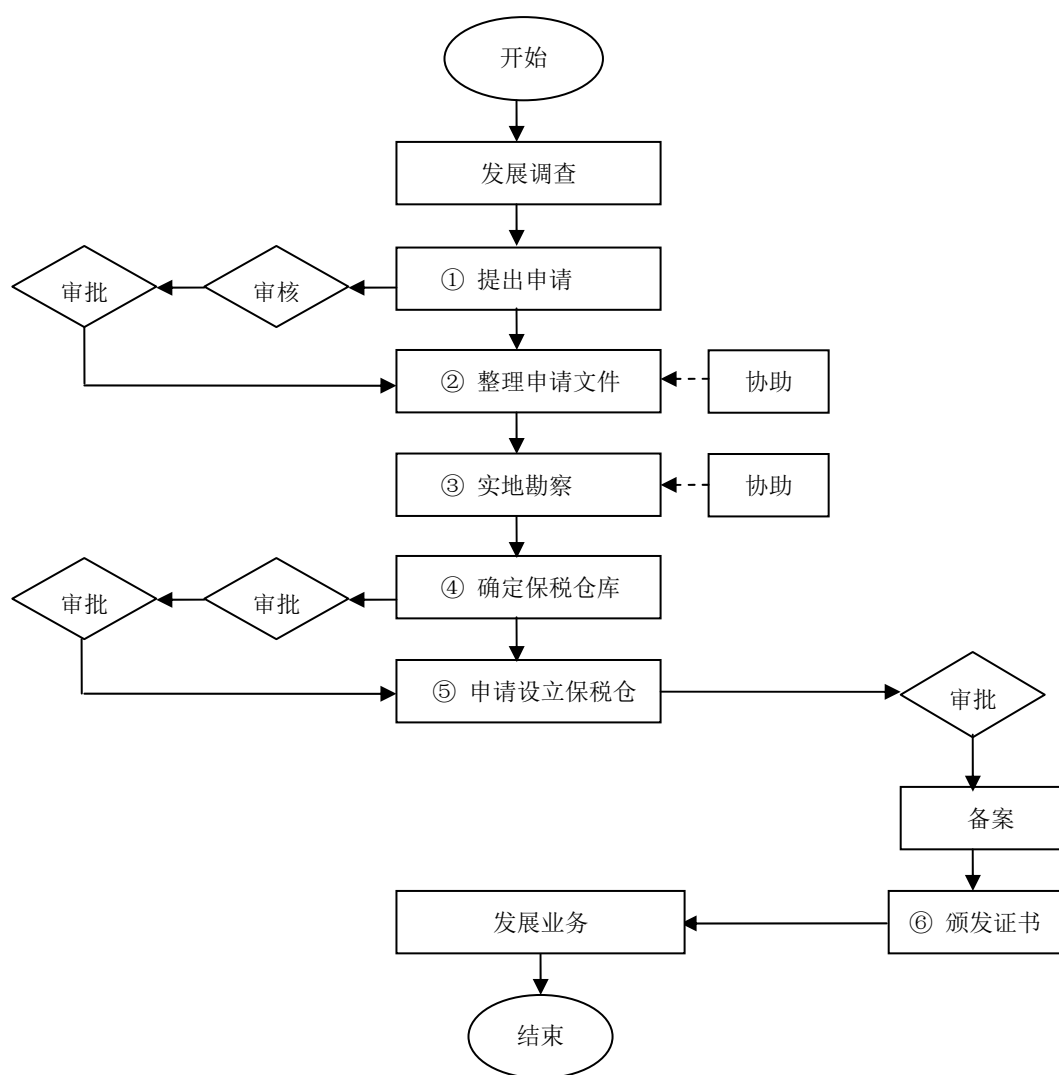 开始
发展调查
审批
审核
① 提出申请
② 整理申请文件
协助
③ 实地勘察
协助
审批
审批
④ 确定保税仓库
⑤ 申请设立保税仓
审批
备案
发展业务
⑥ 颁发证书
结束